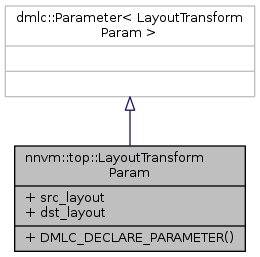 dmlc::Parameter< LayoutTransform
Param >
nnvm::top::LayoutTransform
Param
+ src_layout
+ dst_layout
+ DMLC_DECLARE_PARAMETER()